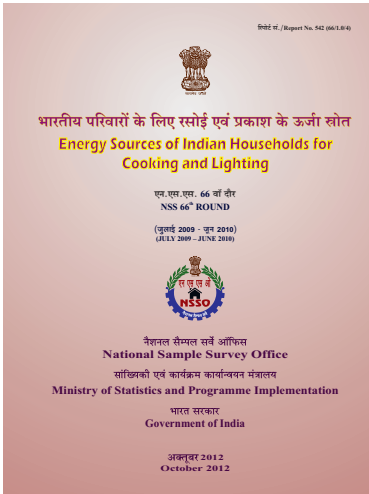 रिपोर्ट सं./Report No. 542 (66/1.0/4)
सत्यमेव जयते
भारतीय परिवारों के लिए रसोई एवं प्रकाश के ऊर्जा स्रोत
Energy Sources of Indian Households for
Cooking and Lighting
एन.एस.एस. 66 वाँ दौर
NSS 66th ROUND
(जुलाई 2009 - जून 2010)
(JULY 2009 – JUNE 2010)
एन एस एस ओ
NSSO
नैशनल सैम्पल सर्वे ऑफिस
National Sample Survey Office
सांख्यिकी एवं कार्यक्रम कार्यान्वयन मंत्रालय
Ministry of Statistics and Programme Implementation
भारत सरकार
Government of India
अक्तूबर 2012
October 2012